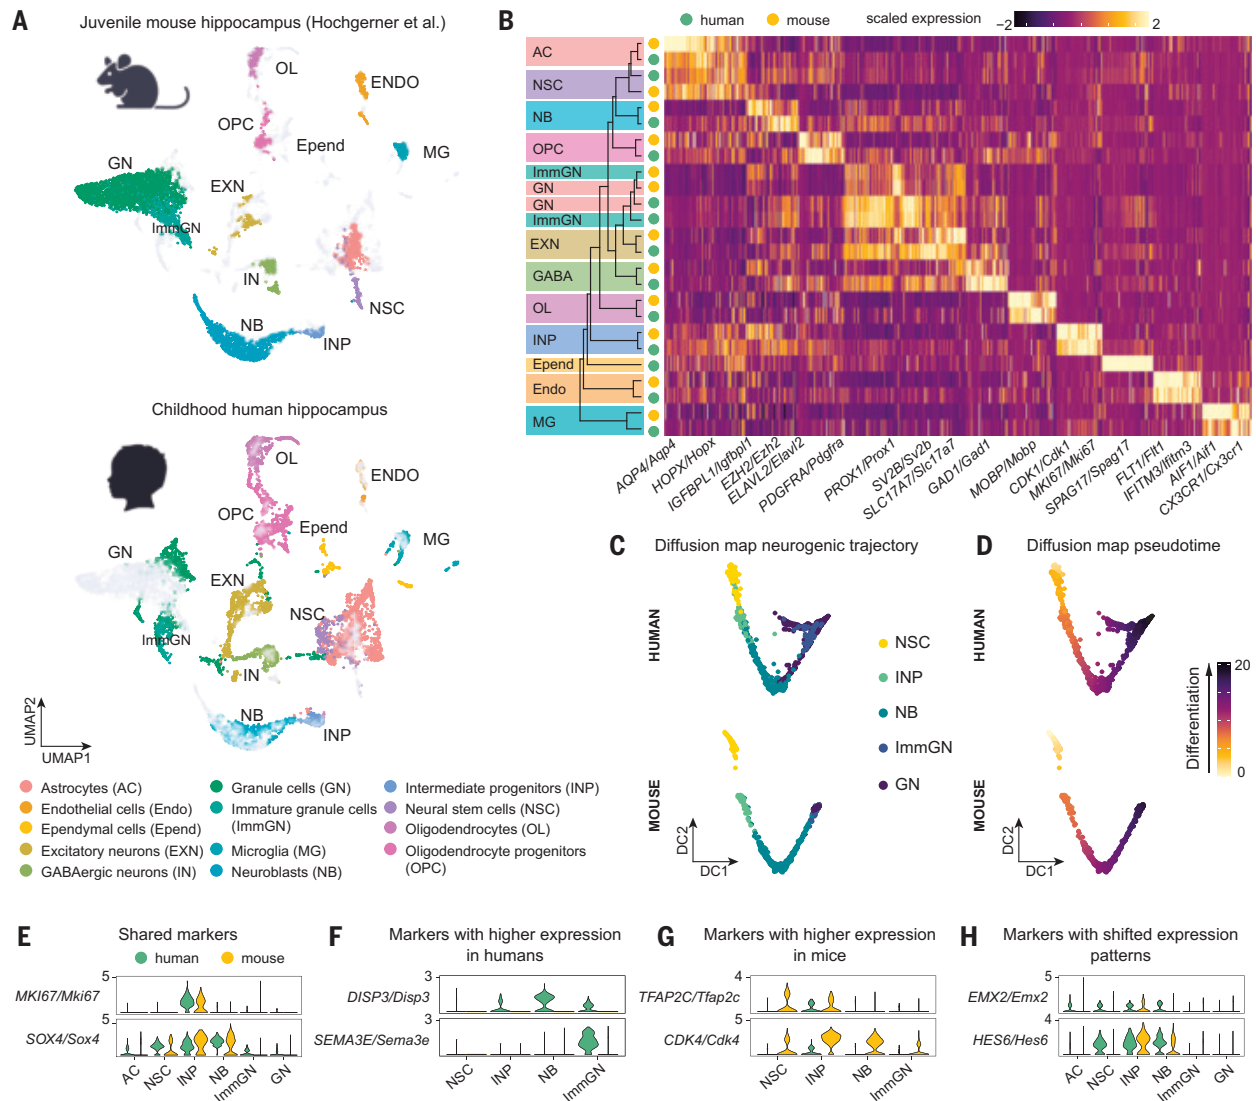 A
Juvenile mouse hippocampus (Hochgerner et al.)
OL
ENDO
OPC
Epend
MG
GN
EXN
ImmGN
IN
NSC
NB
INP
Childhood human hippocampus
OL
ENDO
OPC
Epend
MG
GN
EXN
NSC
ImmGN
IN
NB
INP
UMAP2
UMAP1
Astrocytes (AC)
Endothelial cells (Endo)
Ependymal cells (Epend)
Excitatory neurons (EXN)
GABAergic neurons (IN)
Granule cells (GN)
Immature granule cells
(ImmGN)
Microglia (MG)
Neuroblasts (NB)
Intermediate progenitors (INP)
Neural stem cells (NSC)
Oligodendrocytes (OL)
Oligodendrocyte progenitors
(OPC)
B
human
mouse
scaled expression
−2
2
AC
NSC
NB
OPC
ImmGN
GN
GN
ImmGN
EXN
GABA
OL
INP
Epend
Endo
MG
AQP4/Aqp4
HOPX/Hopx
IGFBPL1/Igfbpl1
EZH2/Ezh2
ELAVL2/Elavl2
PDGFRA/Pdgfra
PROX1/Prox1
SV2B/Sv2b
SLC17A7/Slc17a7
GAD1/Gad1
MOBP/Mobp
CDK1/Cdk1
MKI67/Mki67
SPAG17/Spag17
FLT1/Flt1
IFITM3/Ifitm3
AIF1/Aif1
CX3CR1/Cx3cr1
C
Diffusion map neurogenic trajectory
HUMAN
MOUSE
NSC
INP
NB
ImmGN
GN
DC2
DC1
D
Diffusion map pseudotime
HUMAN
MOUSE
Differentiation
20
0
DC2
DC1
E
Shared markers
human
mouse
5
MKI67/Mki67
5
SOX4/Sox4
AC
NSC
INP
NB
ImmGN
GN
F
Markers with higher expression
in humans
3
DISP3/Disp3
3
SEMA3E/Sema3e
NSC
INP
NB
ImmGN
G
Markers with higher expression
in mice
4
TFAP2C/Tfap2c
5
CDK4/Cdk4
NSC
INP
NB
ImmGN
H
Markers with shifted expression
patterns
5
EMX2/Emx2
4
HES6/Hes6
AC
NSC
INP
NB
ImmGN
GN